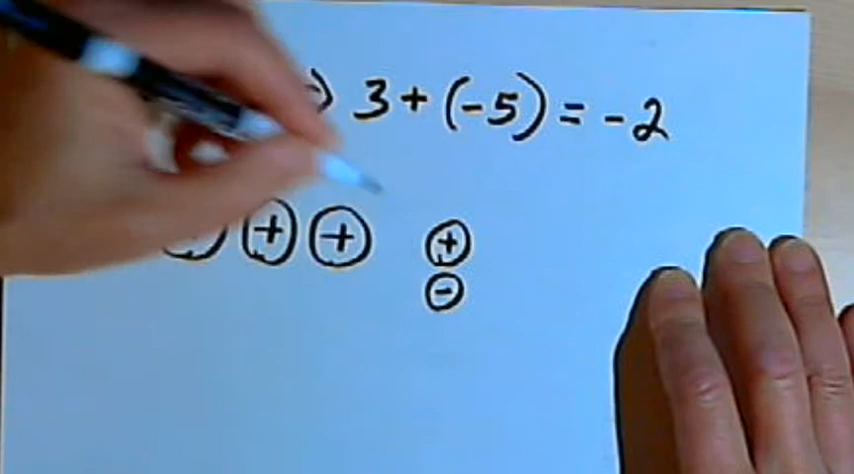 ) 3 + (-5) = -2
+ + +
-